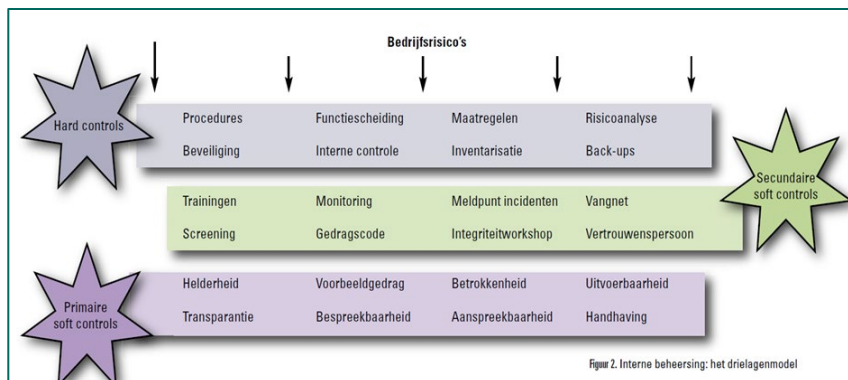 Bedrijfsrisico's
Hard controls
Procedures Functiescheiding Maatregelen Risicoanalyse
Beveiliging Interne controle Inventarisatie Back-ups
Secundaire
soft controls
Trainingen Monitoring Meldpunt incidenten Vangnet
Screening Gedragscode Integriteitworkshop Vertrouwenspersoon
Primaire
soft controls
Helderheid Voorbeeldgedrag Betrokkenheid Uitvoerbaarheid
Transparantie Bespreekbaarheid Aanspreekbaarheid Handhaving
Figuur 2. Interne beheersing: het drielagenmodel